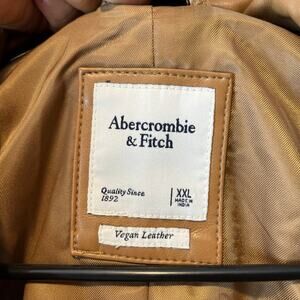 Abercrombie
& Fitch
Quality Since
1892
XXL
MADE IN
INDIA
Vegan Leather